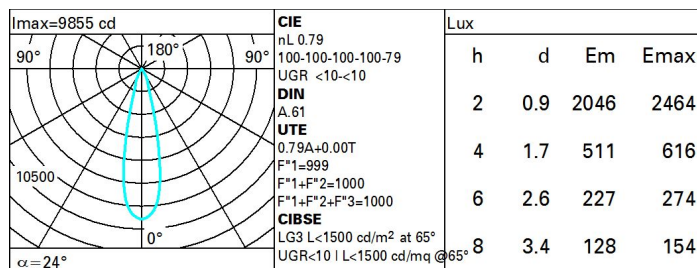 Imax=9855 cd
90°
180°
90°
10500
0°
α=24°
CIE
nL 0.79
100-100-100-100-79
UGR <10-<10
DIN
A.61
UTE
0.79A+0.00T
F"1=999
F"1+F"2=1000
F"1+F"2+F"3=1000
CIBSE
LG3 L<1500 cd/m² at 65°
UGR<10 | L<1500 cd/mq @65°
Lux
h d Em Emax
2 0.9 2046 2464
4 1.7 511 616
6 2.6 227 274
8 3.4 128 154